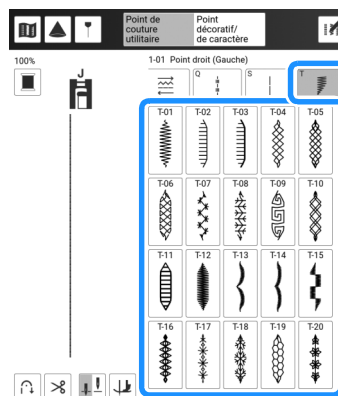 Point de
couture
utilitaire
Point
décoratif/
de caractère
100%
J
1-01 Point droit (Gauche)
Q
S
T
T-01 T-02 T-03 T-04 T-05
T-06 T-07 T-08 T-09 T-10
T-11 T-12 T-13 T-14 T-15
T-16 T-17 T-18 T-19 T-20